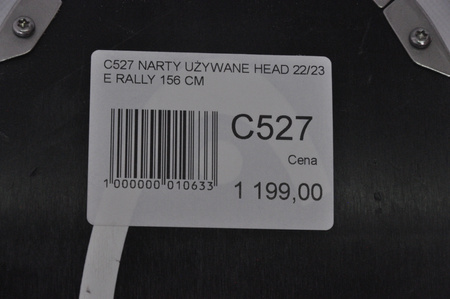 C527 NARTY UŻYWANE HEAD 22/23
E RALLY 156 CM
C527
Cena
1 000000 010633
1 199,00